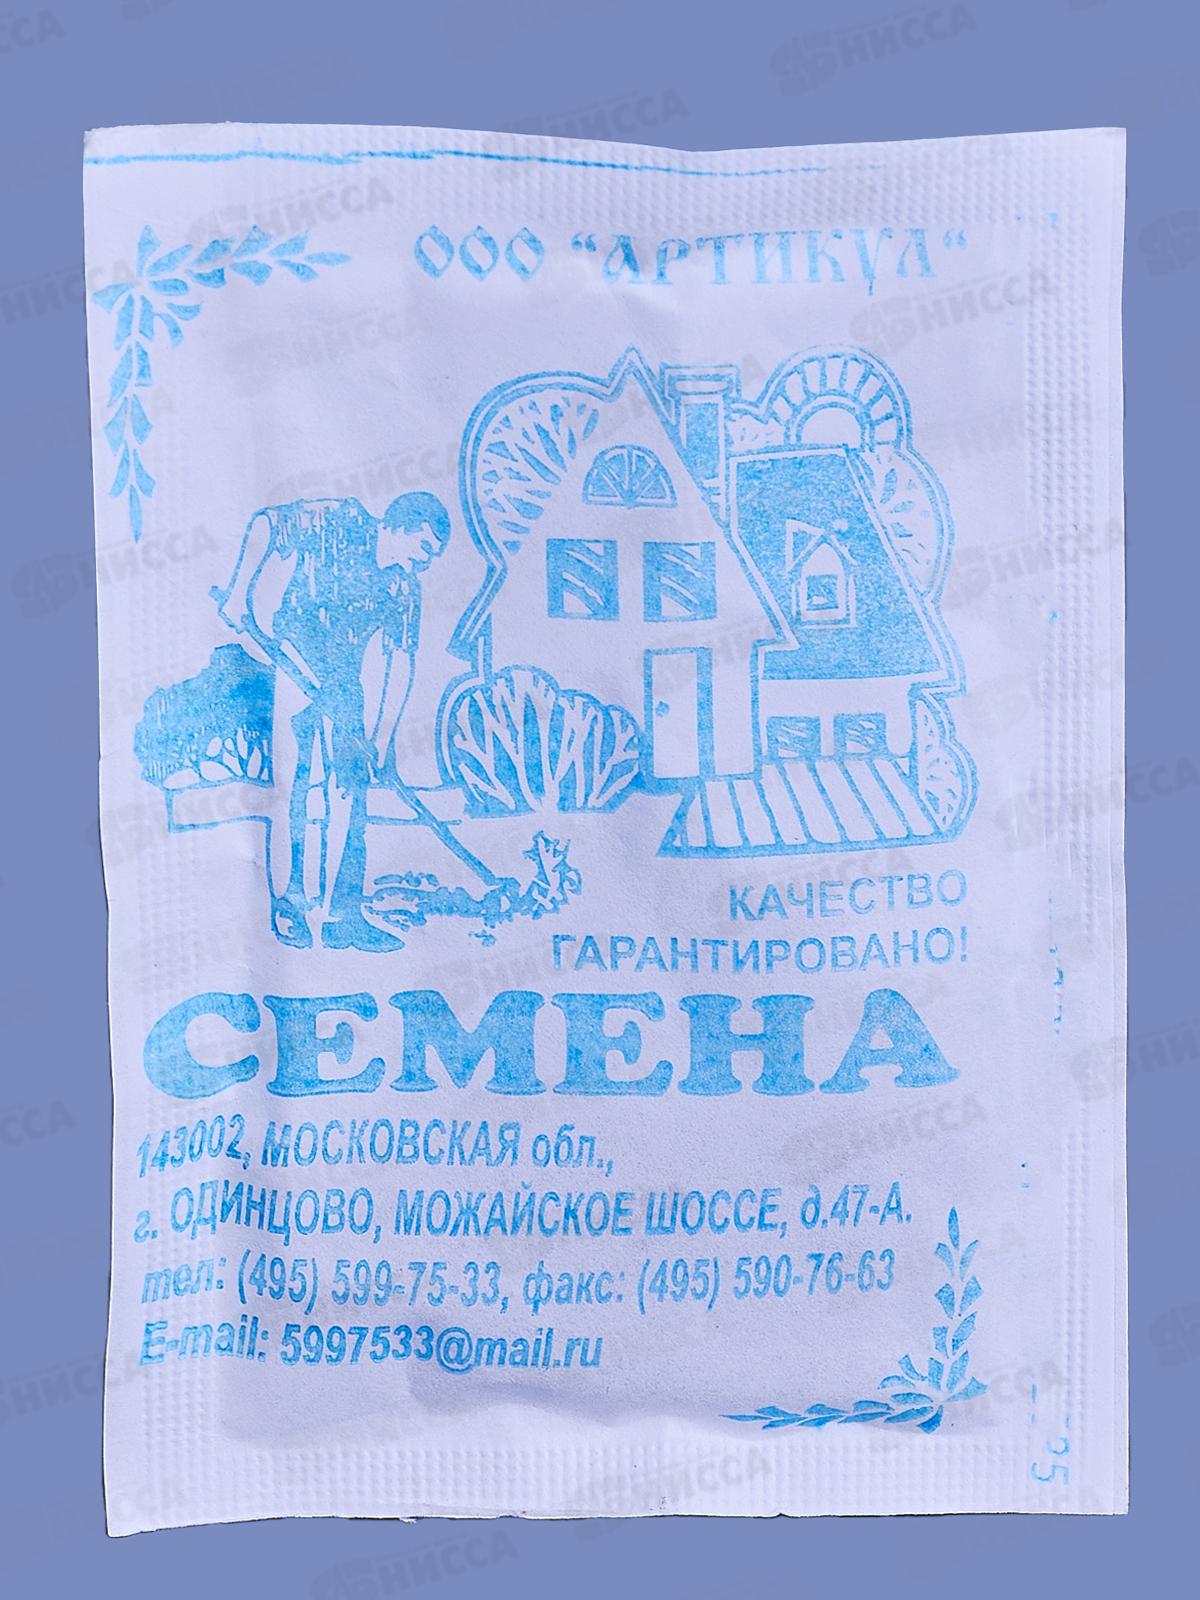 ООО “АРТИКУЛ“
КАЧЕСТВО
ГАРАНТИРОВАНО!
СЕМЕНА
143002, МОСКОВСКАЯ обл.,
г. ОДИНЦОВО, МОЖАЙСКОЕ ШОССЕ, д.47-А.
тел: (495) 599-75-33, факс: (495) 590-76-63
E-mail: 5997533@mail.ru
АБНИССА